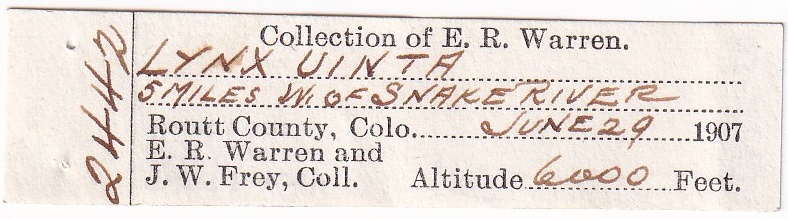 2442
Collection of E. R. Warren.
LYNX UINTA
5 MILES W. OF SNAKE RIVER
Routt County, Colo. JUNE 29 1907
E. R. Warren and
J. W. Frey, Coll. Altitude 6000 Feet.